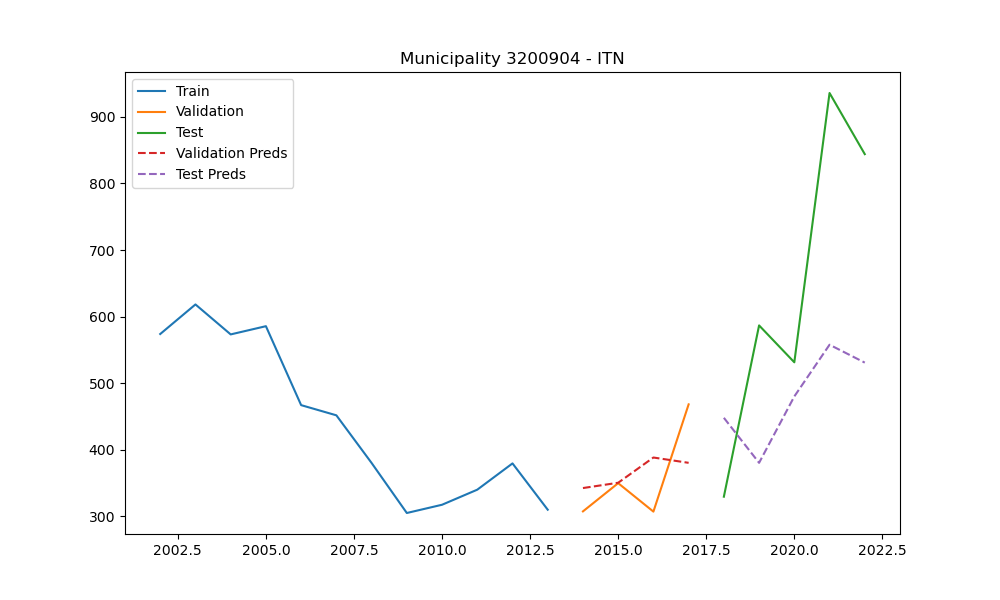 Municipality 3200904 - ITN
Train
Validation
Test
Validation Preds
Test Preds
900
800
700
600
500
400
300
2002.5 2005.0 2007.5 2010.0 2012.5 2015.0 2017.5 2020.0 2022.5